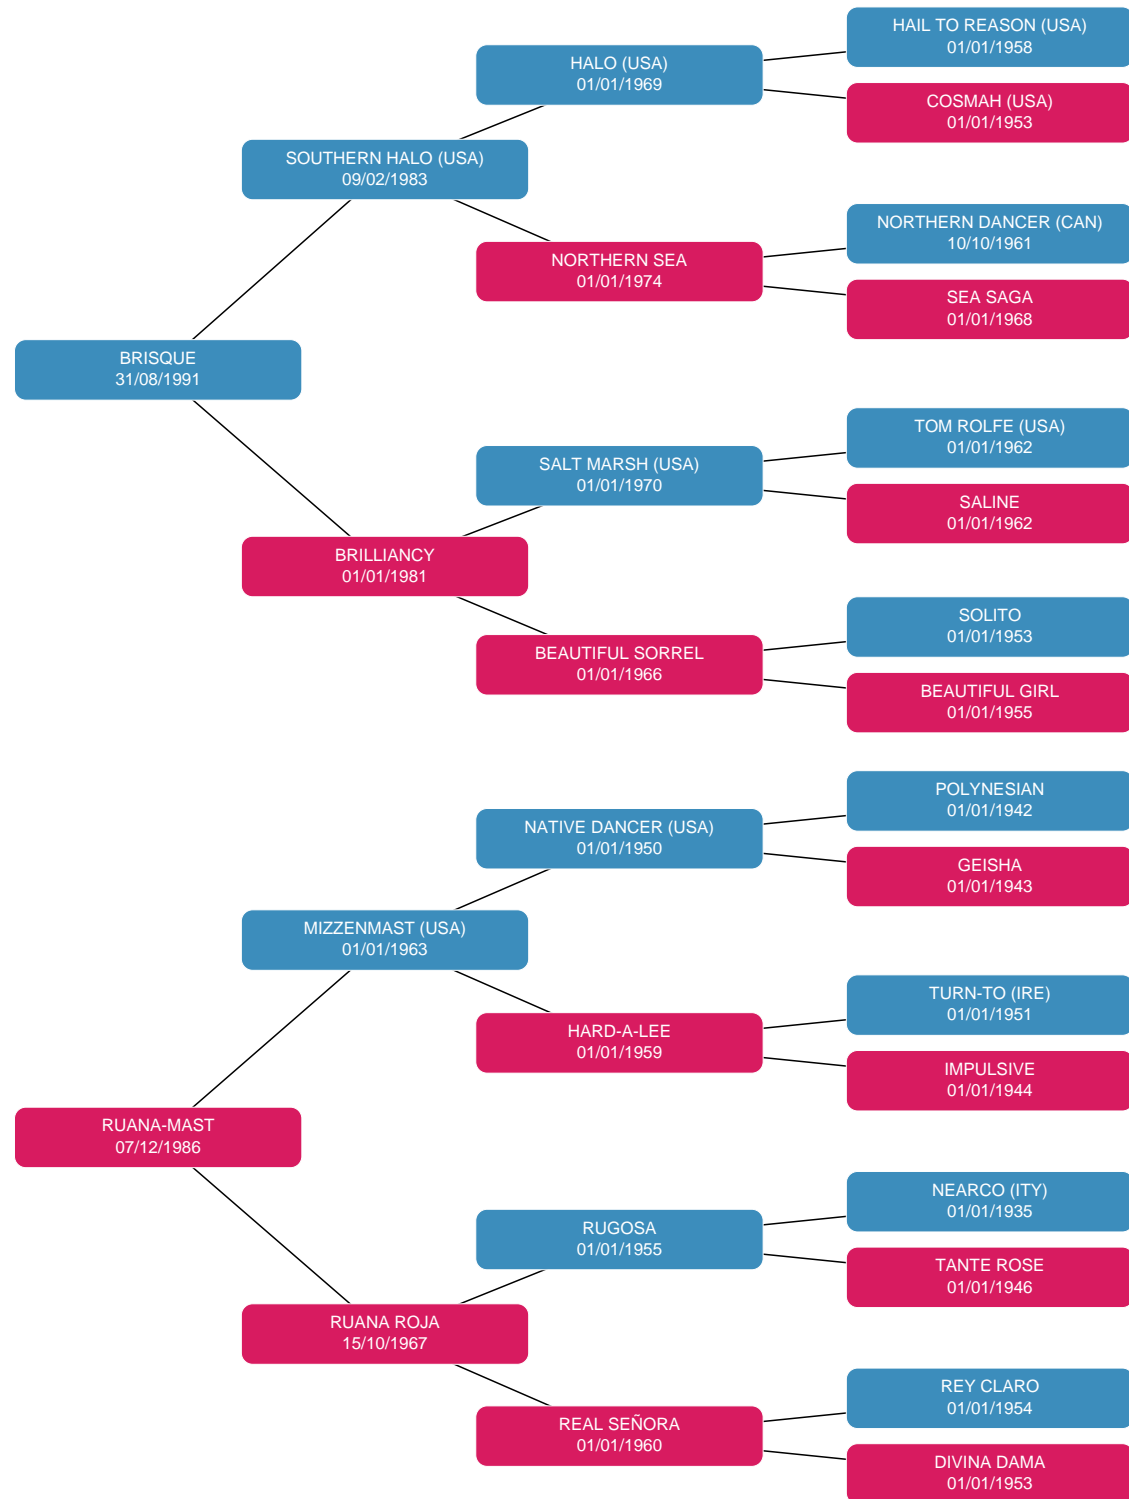 HAIL TO REASON (USA)
01/01/1958
HALO (USA)
01/01/1969
COSMAH (USA)
01/01/1953
SOUTHERN HALO (USA)
09/02/1983
NORTHERN DANCER (CAN)
10/10/1961
NORTHERN SEA
01/01/1974
SEA SAGA
01/01/1968
BRISQUE
31/08/1991
TOM ROLFE (USA)
01/01/1962
SALT MARSH (USA)
01/01/1970
SALINE
01/01/1962
BRILLIANCY
01/01/1981
SOLITO
01/01/1953
BEAUTIFUL SORREL
01/01/1966
BEAUTIFUL GIRL
01/01/1955
POLYNESIAN
01/01/1942
NATIVE DANCER (USA)
01/01/1950
GEISHA
01/01/1943
MIZZENMAST (USA)
01/01/1963
TURN-TO (IRE)
01/01/1951
HARD-A-LEE
01/01/1959
IMPULSIVE
01/01/1944
RUANA-MAST
07/12/1986
NEARCO (ITY)
01/01/1935
RUGOSA
01/01/1955
TANTE ROSE
01/01/1946
RUANA ROJA
15/10/1967
REY CLARO
01/01/1954
REAL SEÑORA
01/01/1960
DIVINA DAMA
01/01/1953